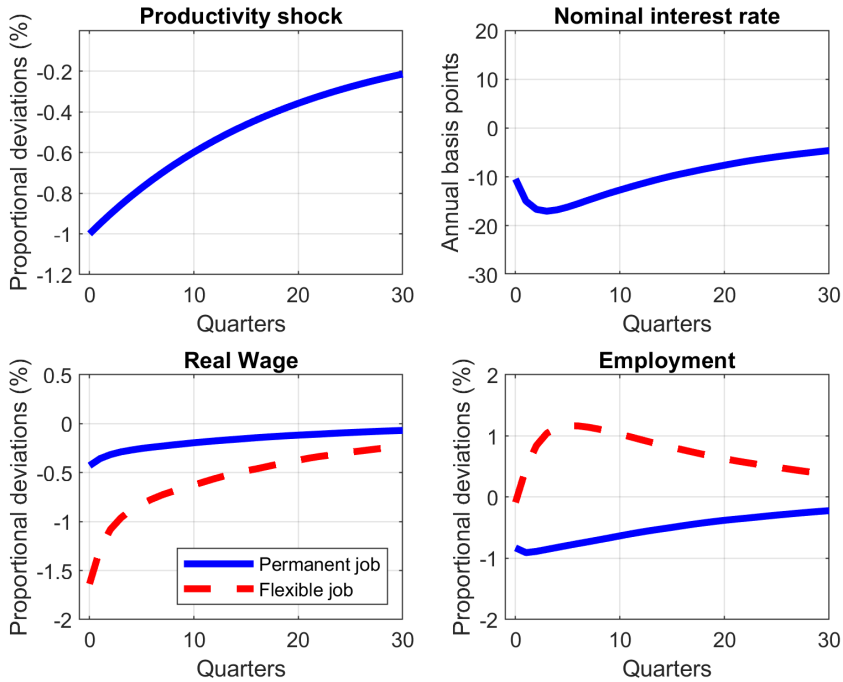 Productivity shock
Proportional deviations (%)
-0.2
-0.4
-0.6
-0.8
-1
-1.2
0
10
20
30
Quarters
Nominal interest rate
Annual basis points
20
10
0
-10
-20
-30
0
10
20
30
Quarters
Real Wage
Proportional deviations (%)
0.5
0
-0.5
-1
-1.5
-2
Permanent job
Flexible job
0
10
20
30
Quarters
Employment
Proportional deviations (%)
2
1
0
-1
-2
0
10
20
30
Quarters